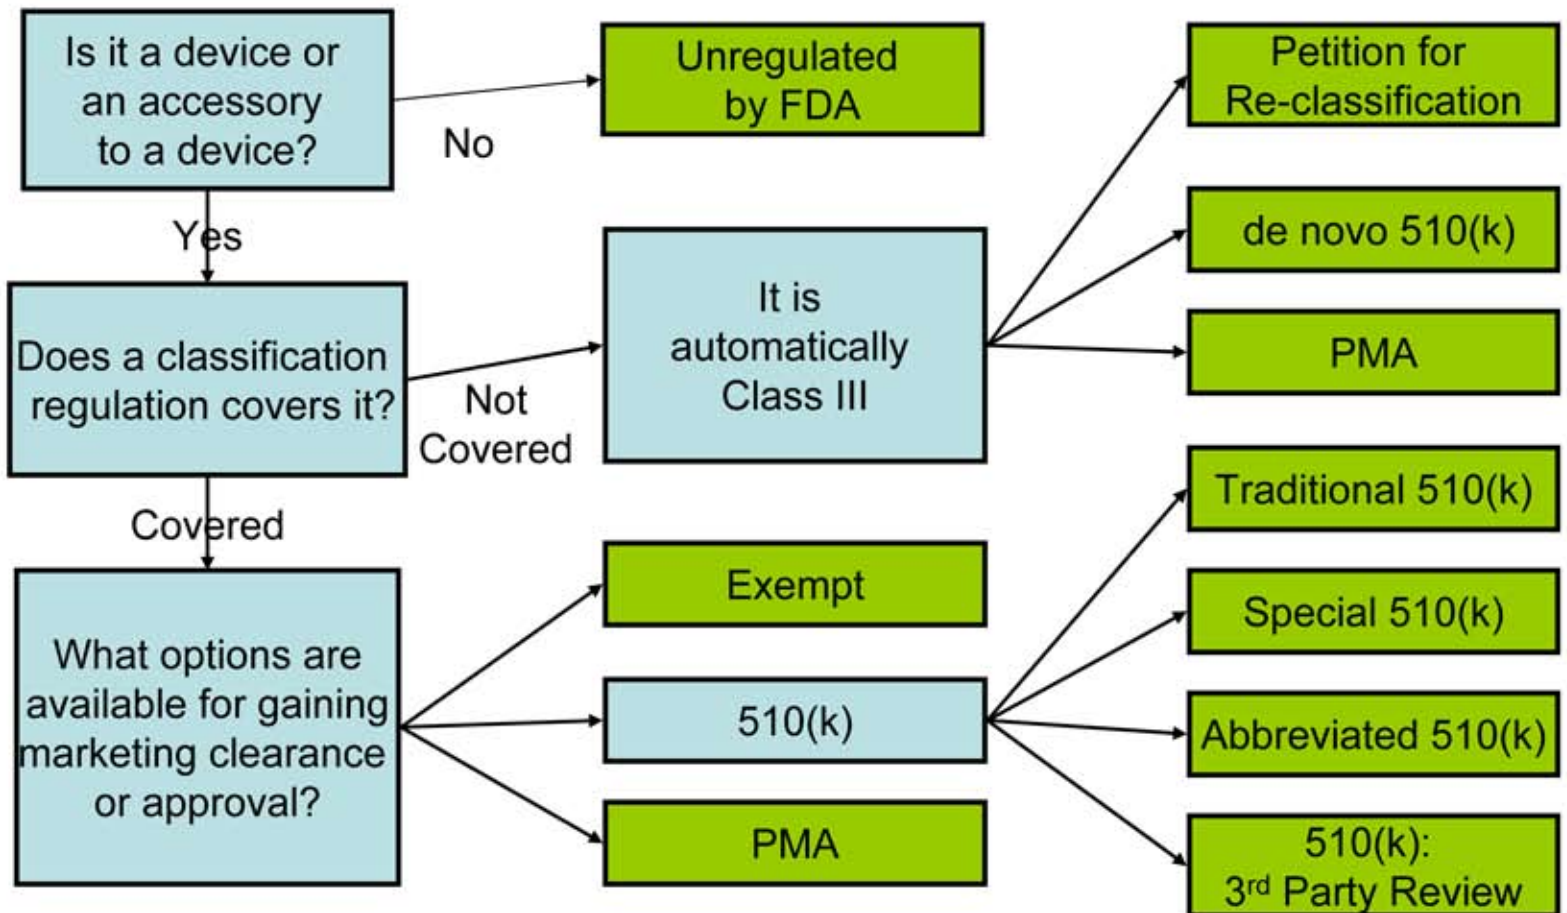 Is it a device or
an accessory
to a device?
No
Unregulated
by FDA
Yes
Does a classification
regulation covers it?
Not
Covered
It is
automatically
Class III
Petition for
Re-classification
de novo 510(k)
PMA
Covered
What options are
available for gaining
marketing clearance
or approval?
Exempt
510(k)
PMA
Traditional 510(k)
Special 510(k)
Abbreviated 510(k)
510(k):
3rd Party Review